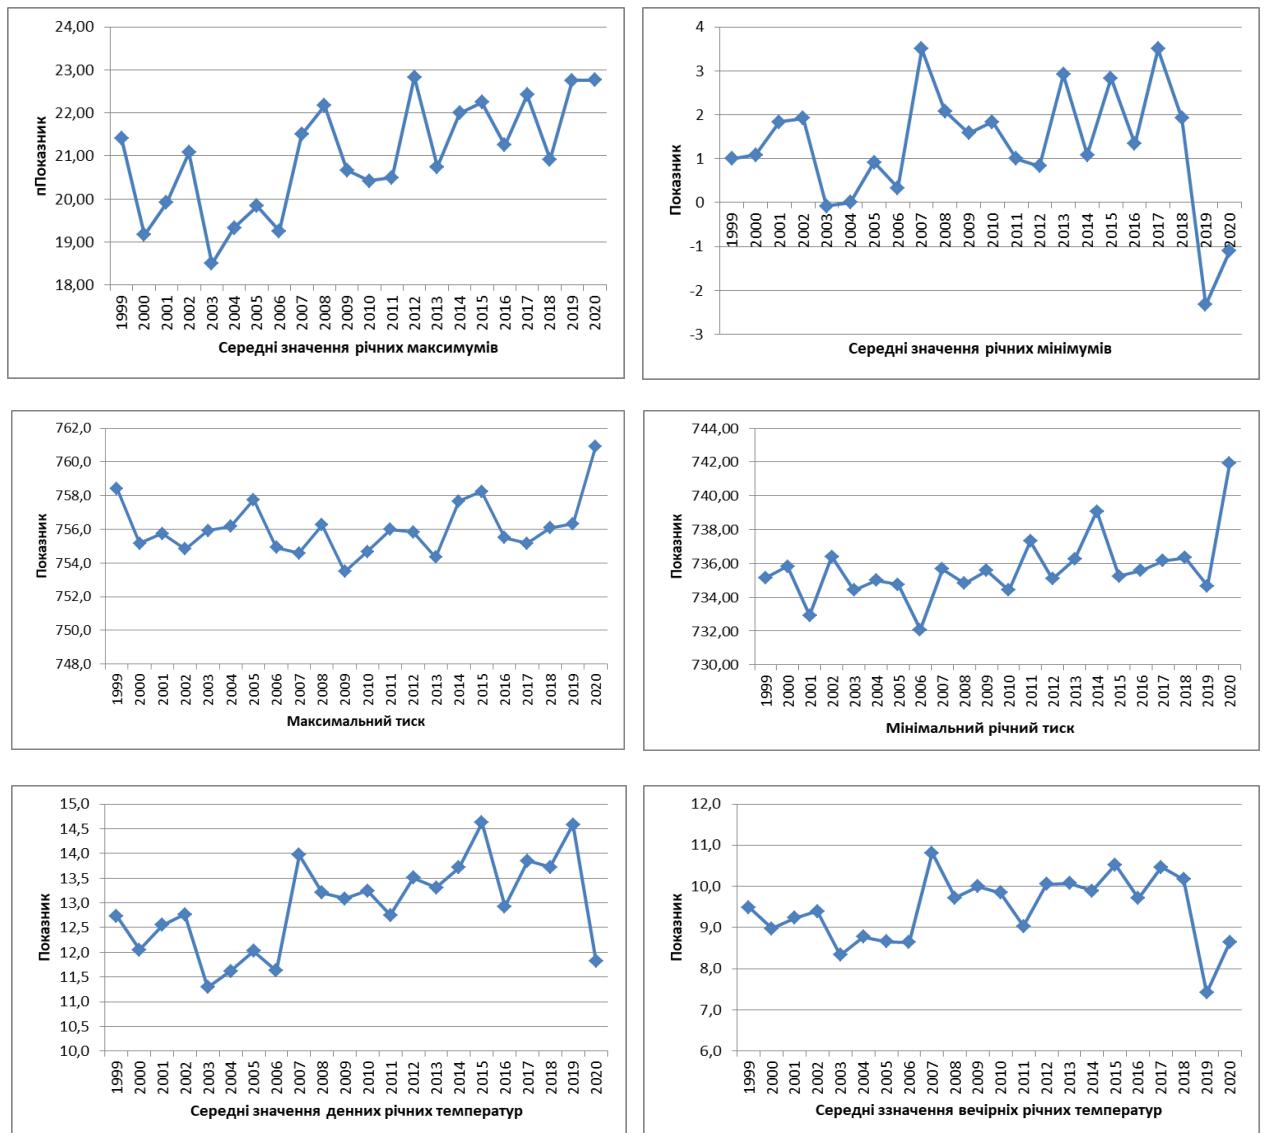 24,00
23,00
22,00
21,00
20,00
19,00
18,00
пПоказник
1999 2000 2001 2002 2003 2004 2005 2006 2007 2008 2009 2010 2011 2012 2013 2014 2015 2016 2017 2018 2019 2020
Середні значення річних максимумів
4
3
2
1
0
-1
-2
-3
Показник
1999 2000 2001 2002 2003 2004 2005 2006 2007 2008 2009 2010 2011 2012 2013 2014 2015 2016 2017 2018 2019 2020
Середні значення річних мінімумів
762,0
760,0
758,0
756,0
754,0
752,0
750,0
748,0
Показник
1999 2000 2001 2002 2003 2004 2005 2006 2007 2008 2009 2010 2011 2012 2013 2014 2015 2016 2017 2018 2019 2020
Максимальний тиск
744,00
742,00
740,00
738,00
736,00
734,00
732,00
730,00
Показник
1999 2000 2001 2002 2003 2004 2005 2006 2007 2008 2009 2010 2011 2012 2013 2014 2015 2016 2017 2018 2019 2020
Мінімальний річний тиск
15,0
14,5
14,0
13,5
13,0
12,5
12,0
11,5
11,0
10,5
10,0
Показник
1999 2000 2001 2002 2003 2004 2005 2006 2007 2008 2009 2010 2011 2012 2013 2014 2015 2016 2017 2018 2019 2020
Середні значення денних річних температур
12,0
11,0
10,0
9,0
8,0
7,0
6,0
Показник
1999 2000 2001 2002 2003 2004 2005 2006 2007 2008 2009 2010 2011 2012 2013 2014 2015 2016 2017 2018 2019 2020
Середні ззначення вечірніх річних температур